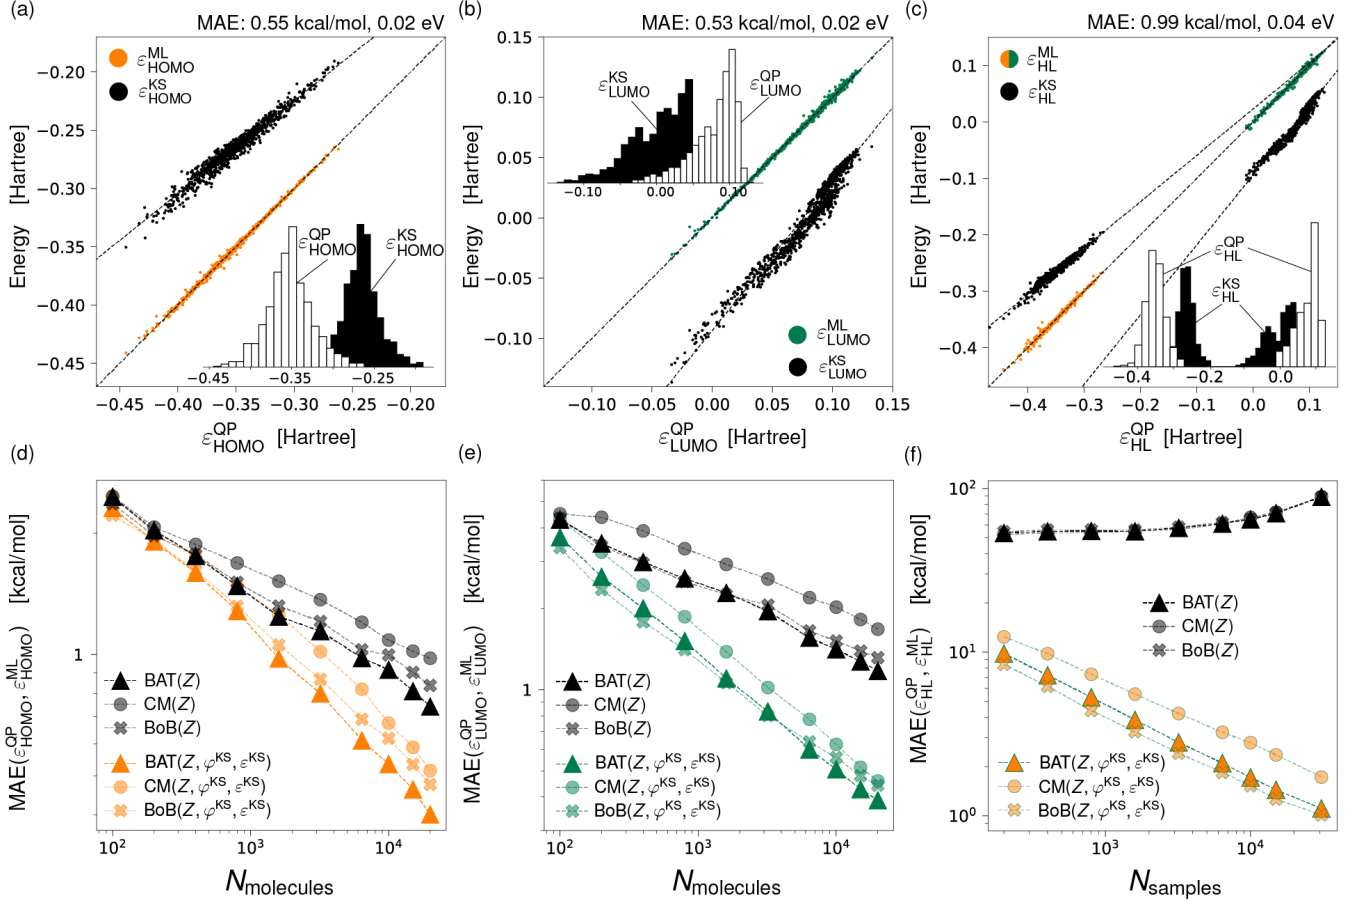 (a)
MAE: 0.55 kcal/mol, 0.02 eV
ε^ML_HOMO
ε^KS_HOMO
Energy [Hartree]
−0.20
−0.25
−0.30
−0.35
−0.40
−0.45
ε^QP_HOMO
ε^KS_HOMO
−0.45 −0.35 −0.25
−0.45 −0.40 −0.35 −0.30 −0.25 −0.20
ε^QP_HOMO [Hartree]
(b)
MAE: 0.53 kcal/mol, 0.02 eV
Energy [Hartree]
0.15
0.10
0.05
0.00
−0.05
−0.10
ε^KS_LUMO
ε^QP_LUMO
−0.10 0.00 0.10
ε^ML_LUMO
ε^KS_LUMO
−0.10 −0.05 0.00 0.05 0.10 0.15
ε^QP_LUMO [Hartree]
(c)
MAE: 0.99 kcal/mol, 0.04 eV
ε^ML_HL
ε^KS_HL
Energy [Hartree]
0.1
0.0
−0.1
−0.2
−0.3
−0.4
ε^QP_HL
ε^KS_HL
−0.4 −0.2 0.0
−0.4 −0.3 −0.2 −0.1 0.0 0.1
ε^QP_HL [Hartree]
(d)
MAE(ε^QP_HOMO, ε^ML_HOMO) [kcal/mol]
1
BAT(Z)
CM(Z)
BoB(Z)
BAT(Z, φ^KS, ε^KS)
CM(Z, φ^KS, ε^KS)
BoB(Z, φ^KS, ε^KS)
10^2 10^3 10^4
N_molecules
(e)
MAE(ε^QP_LUMO, ε^ML_LUMO) [kcal/mol]
1
BAT(Z)
CM(Z)
BoB(Z)
BAT(Z, φ^KS, ε^KS)
CM(Z, φ^KS, ε^KS)
BoB(Z, φ^KS, ε^KS)
10^2 10^3 10^4
N_molecules
(f)
MAE(ε^QP_HL, ε^ML_HL) [kcal/mol]
10^2
10^1
10^0
BAT(Z)
CM(Z)
BoB(Z)
BAT(Z, φ^KS, ε^KS)
CM(Z, φ^KS, ε^KS)
BoB(Z, φ^KS, ε^KS)
10^3 10^4
N_samples